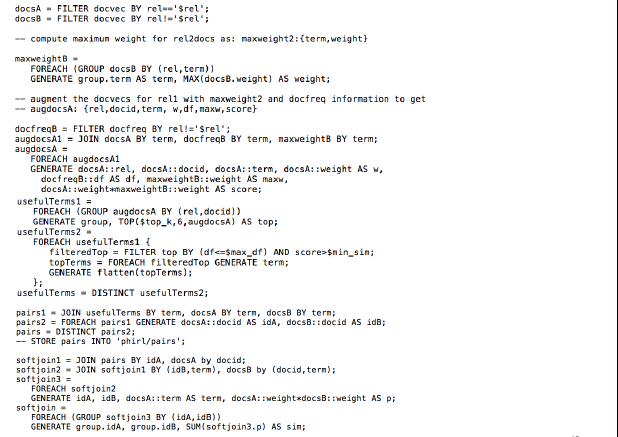 docsA = FILTER docvec BY rel=='$rel';
docsB = FILTER docvec BY rel!='$rel';
-- compute maximum weight for rel2docs as: maxweight2:{term,weight}
maxweightB =
FOREACH (GROUP docsB BY (rel,term))
GENERATE group.term AS term, MAX(docsB.weight) AS weight;
-- augment the docvecs for rel1 with maxweight2 and docfreq information to get
-- augdocsA: {rel,docid,term, w,df,maxw,score}
docfreqB = FILTER docfreq BY rel!='$rel';
augdocsA1 = JOIN docsA BY term, docfreqB BY term, maxweightB BY term;
augdocsA =
FOREACH augdocsA1
GENERATE docsA::rel, docsA::docid, docsA::term, docsA::weight AS w,
docfreqB::df AS df, maxweightB::weight AS maxw,
docsA::weight*maxweightB::weight AS score;
usefulTerms1 =
FOREACH (GROUP augdocsA BY (rel,docid))
GENERATE group, TOP($top_k,6,augdocsA) AS top;
usefulTerms2 =
FOREACH usefulTerms1 {
filteredTop = FILTER top BY (df<=$max_df) AND score>$min_sim;
topTerms = FOREACH filteredTop GENERATE term;
GENERATE flatten(topTerms);
};
usefulTerms = DISTINCT usefulTerms2;
pairs1 = JOIN usefulTerms BY term, docsA BY term, docsB BY term;
pairs2 = FOREACH pairs1 GENERATE docsA::docid AS idA, docsB::docid AS idB;
pairs = DISTINCT pairs2;
-- STORE pairs INTO 'phirl/pairs';
softjoin1 = JOIN pairs BY idA, docsA by docid;
softjoin2 = JOIN softjoin1 BY (idB,term), docsB by (docid,term);
softjoin3 =
FOREACH softjoin2
GENERATE idA, idB, docsA::term AS term, docsA::weight*docsB::weight AS p;
softjoin =
FOREACH (GROUP softjoin3 BY (idA,idB))
GENERATE group.idA, group.idB, SUM(softjoin3.p) AS sim;